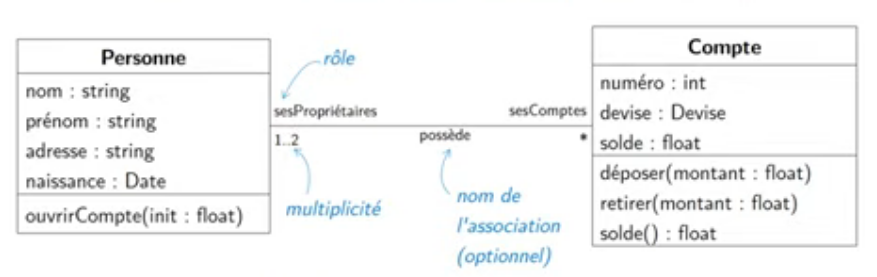 Personne
nom : string
prénom : string
adresse : string
naissance : Date
ouvrirCompte(init : float)
rôle
sesPropriétaires
1..2
multiplicité
possède
nom de
l'association
(optionnel)
sesComptes
*
Compte
numéro : int
devise : Devise
solde : float
déposer(montant : float)
retirer(montant : float)
solde() : float